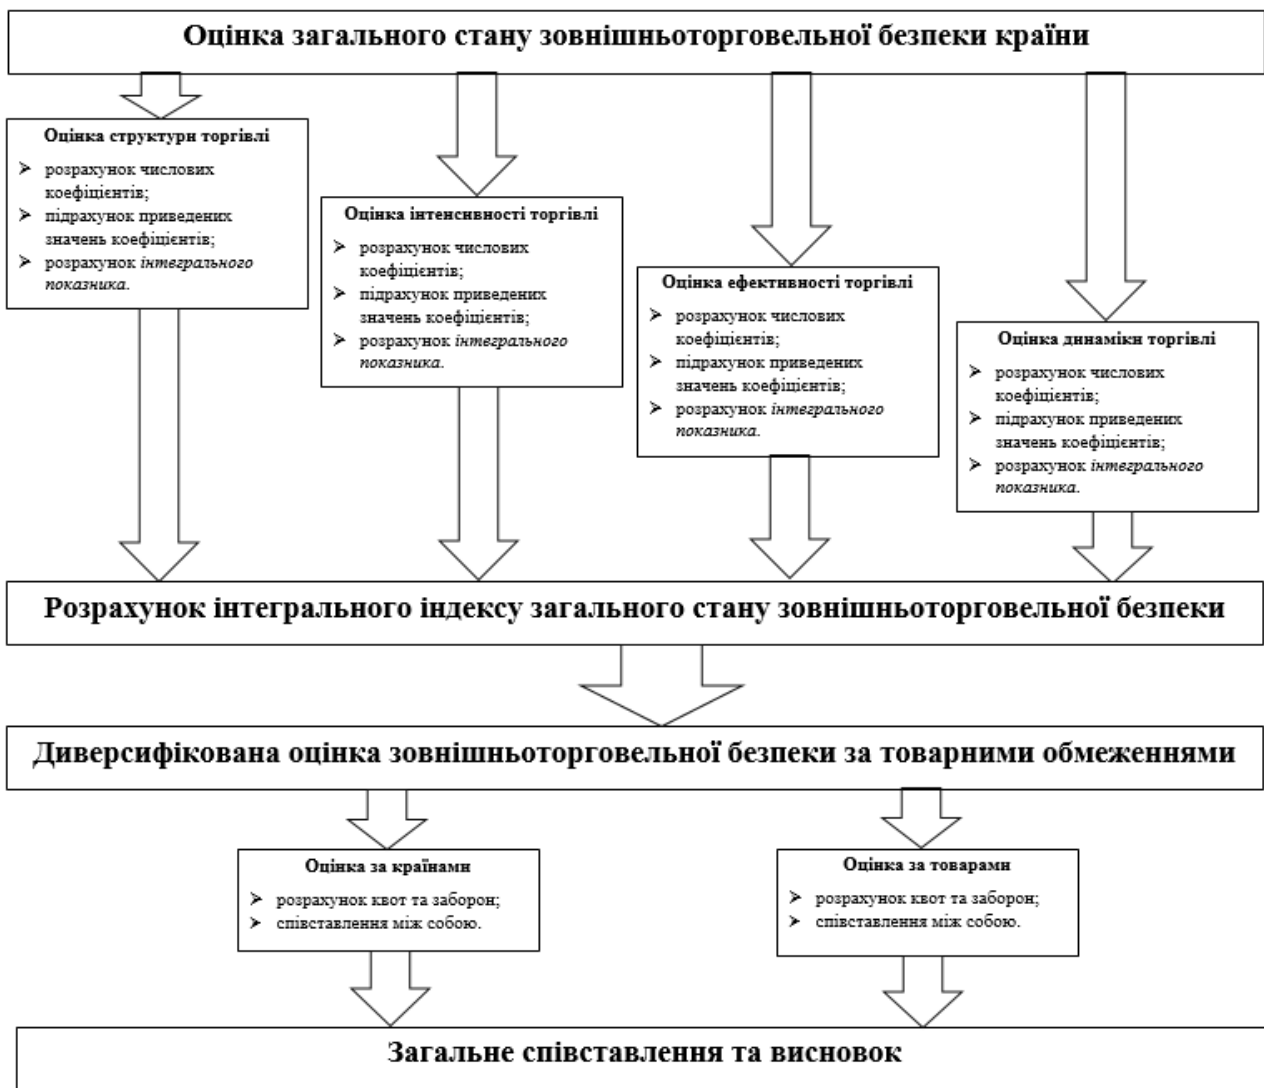 Оцінка загального стану зовнішньоторговельної безпеки країни
Оцінка структури торгівлі
➢ розрахунок числових
коефіцієнтів;
➢ підрахунок приведених
значень коефіцієнтів;
➢ розрахунок інтегрального
показника.
Оцінка інтенсивності торгівлі
➢ розрахунок числових
коефіцієнтів;
➢ підрахунок приведених
значень коефіцієнтів;
➢ розрахунок інтегрального
показника.
Оцінка ефективності торгівлі
➢ розрахунок числових
коефіцієнтів;
➢ підрахунок приведених
значень коефіцієнтів;
➢ розрахунок інтегрального
показника.
Оцінка динаміки торгівлі
➢ розрахунок числових
коефіцієнтів;
➢ підрахунок приведених
значень коефіцієнтів;
➢ розрахунок інтегрального
показника.
Розрахунок інтегрального індексу загального стану зовнішньоторговельної безпеки
Диверсифікована оцінка зовнішньоторговельної безпеки за товарними обмеженнями
Оцінка за країнами
➢ розрахунок квот та заборон;
➢ співставлення між собою.
Оцінка за товарами
➢ розрахунок квот та заборон;
➢ співставлення між собою.
Загальне співставлення та висновок